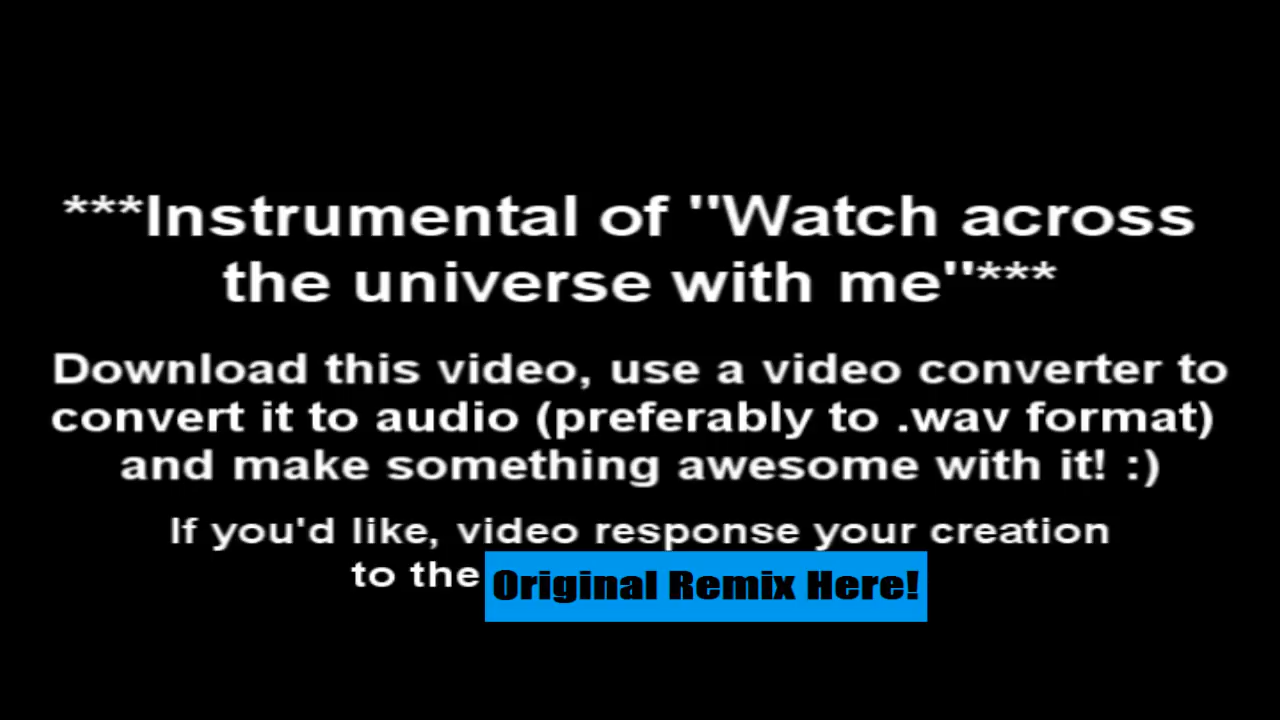 ***Instrumental of "Watch across
the universe with me"***
Download this video, use a video converter to
convert it to audio (preferably to .wav format)
and make something awesome with it! :)
If you'd like, video response your creation
to the Original Remix Here!